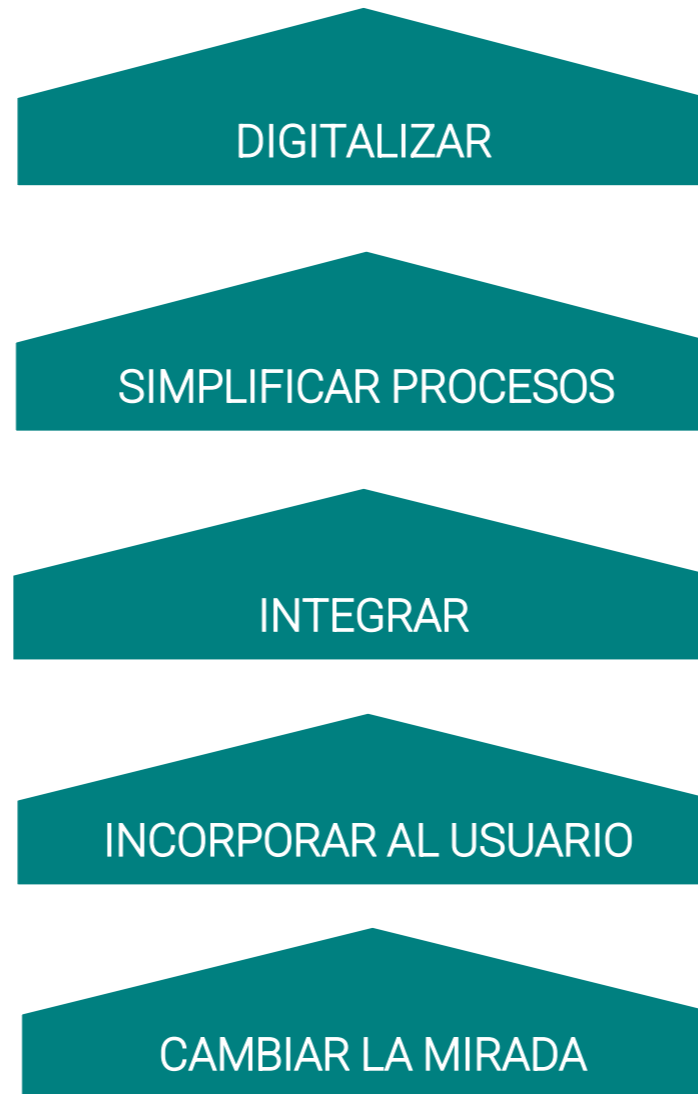 DIGITALIZAR
SIMPLIFICAR PROCESOS
INTEGRAR
INCORPORAR AL USUARIO
CAMBIAR LA MIRADA